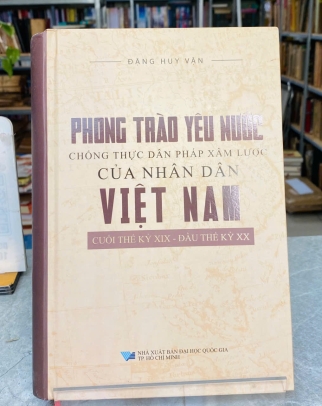 ĐẶNG HUY VẬN
PHONG TRÀO YÊU NƯỚC
CHỐNG THỰC DÂN PHÁP XÂM LƯỢC
CỦA NHÂN DÂN
VIỆT NAM
CUỐI THẾ KỶ XIX - ĐẦU THẾ KỶ XX
NHÀ XUẤT BẢN ĐẠI HỌC QUỐC GIA
TP HỒ CHÍ MINH